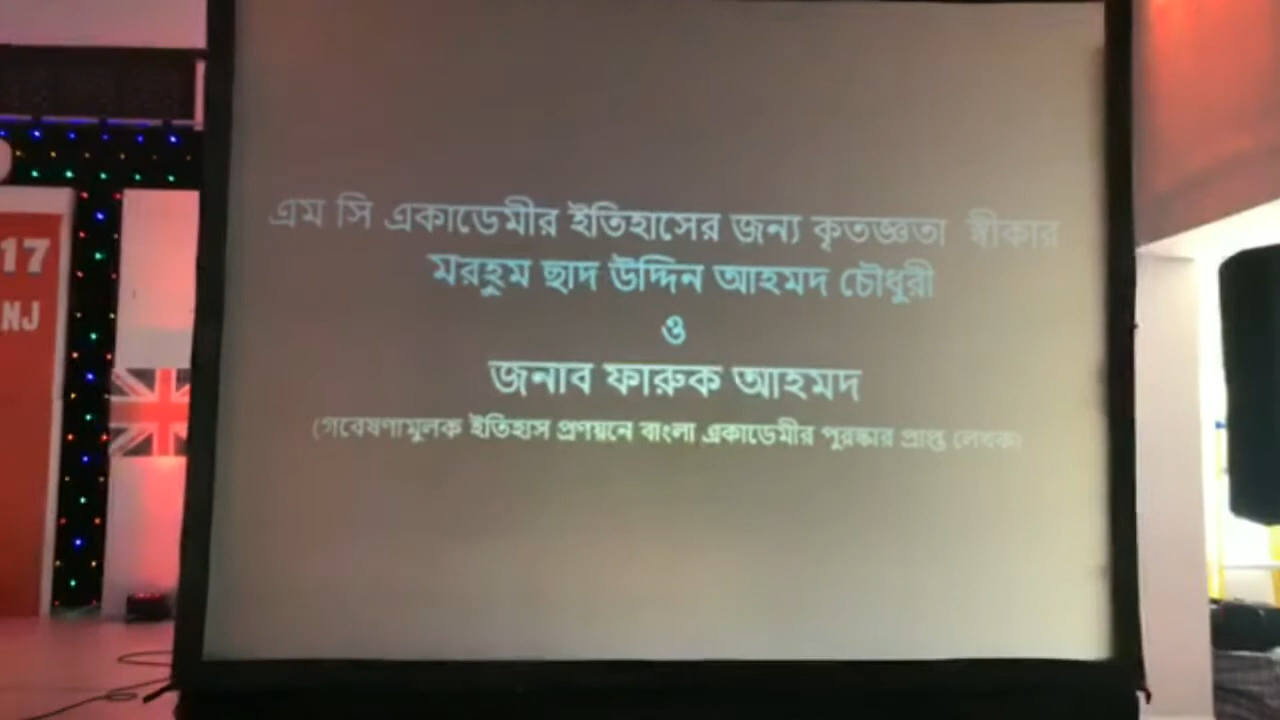 17
NJ
এম সি একাডেমীর ইতিহাসের জন্য কৃতজ্ঞতা স্বীকার
মরহুম ছাদ উদ্দিন আহমদ চৌধুরী
ও
জনাব ফারুক আহমদ
(গবেষণামুলক ইতিহাস প্রণয়নে বাংলা একাডেমীর পুরস্কার প্রাপ্ত লেখক)